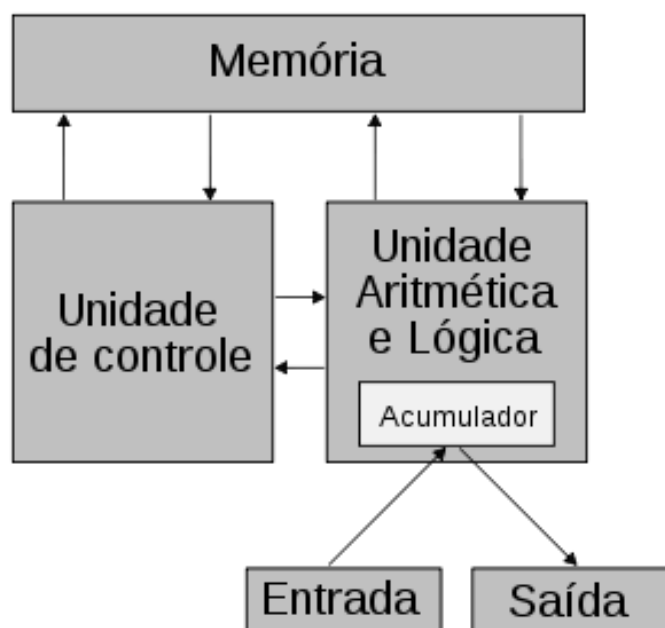 Memória
Unidade
de controle
Unidade
Aritmética
e Lógica
Acumulador
Entrada
Saída